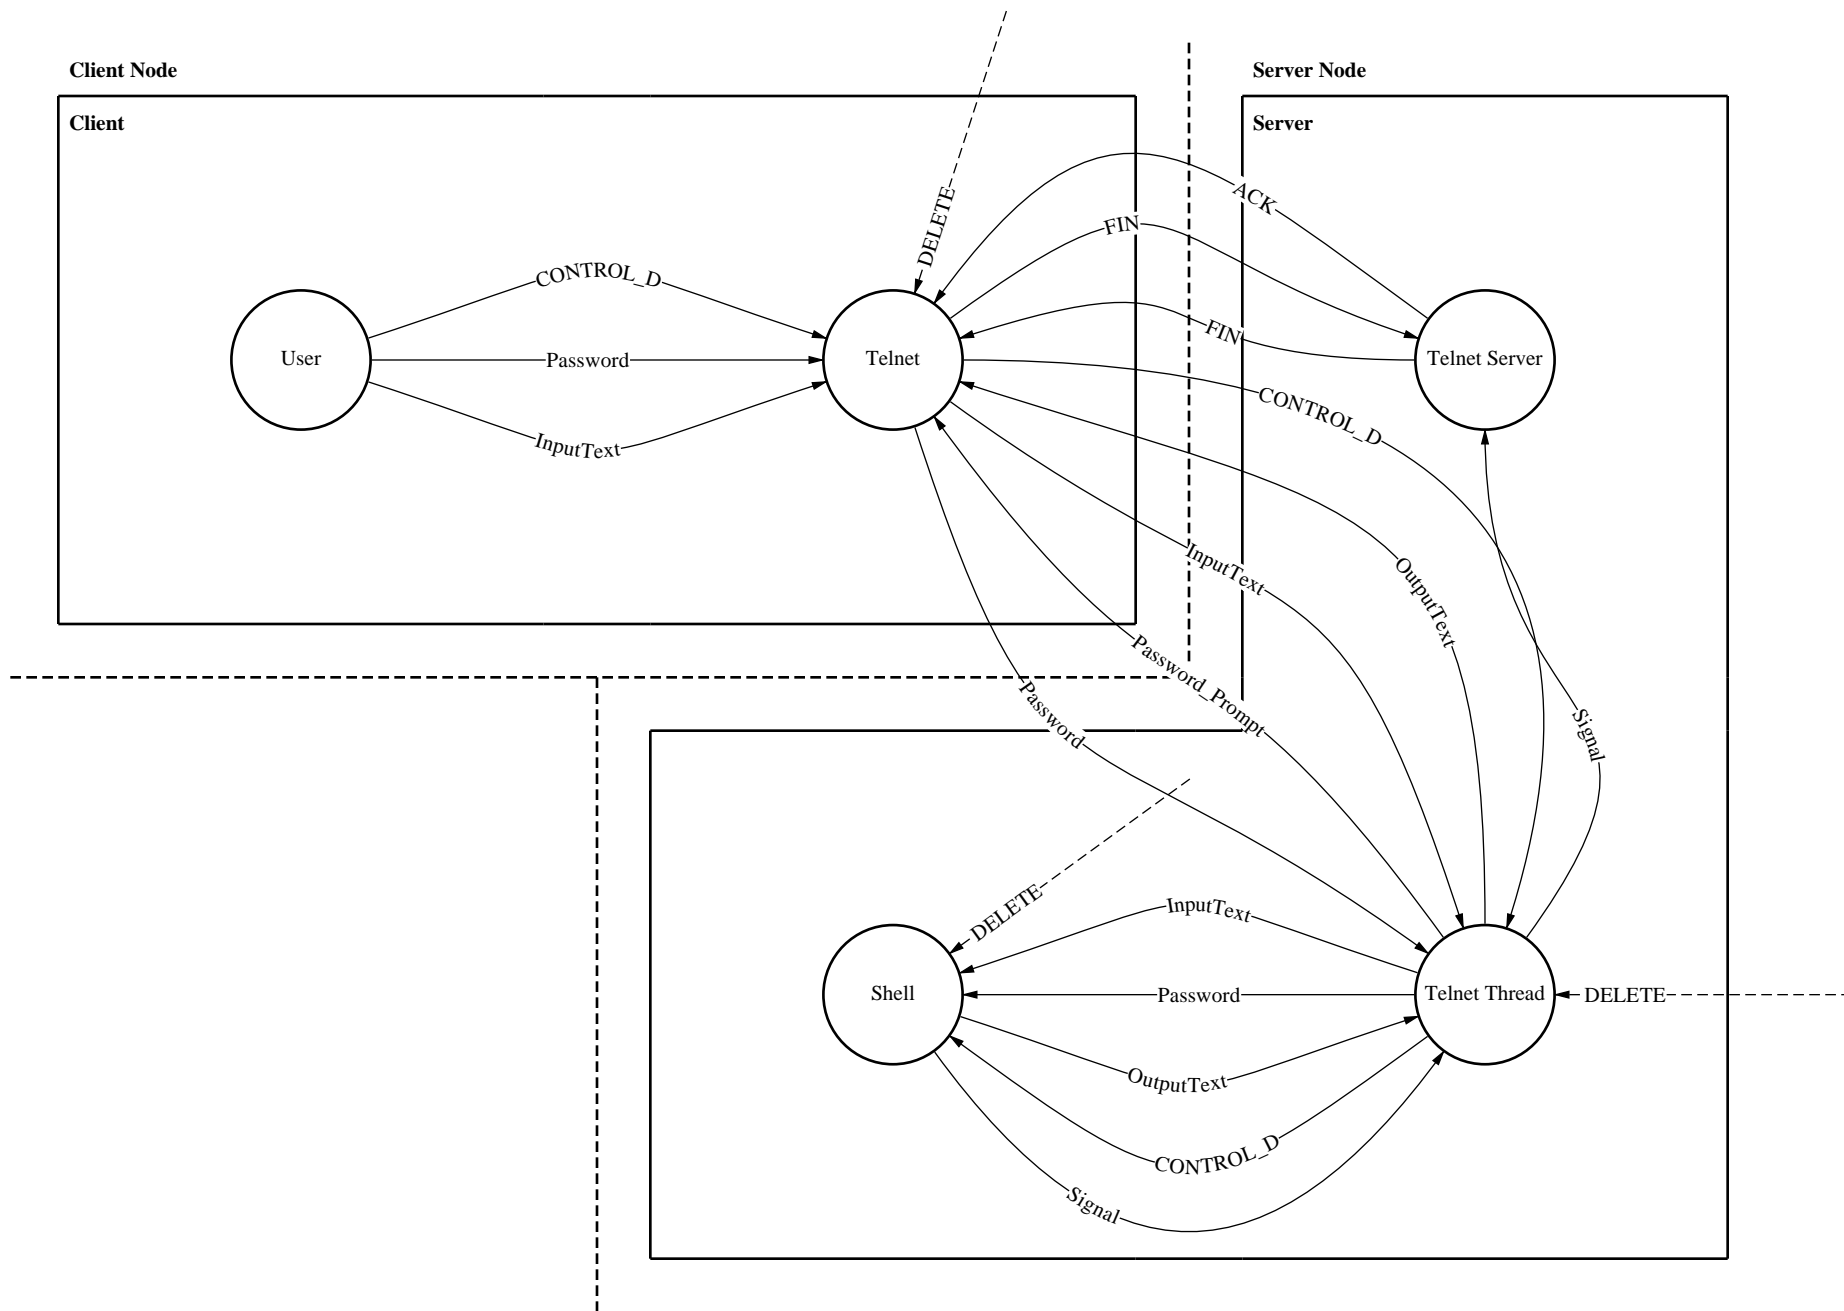 Client Node
Server Node
Client
Server
DELETE
ACK
FIN
CONTROL_D
FIN
User
Password
Telnet
Telnet Server
CONTROL_D
InputText
InputText
OutputText
Password_Prompt
Password
Signal
DELETE
InputText
Shell
Password
Telnet Thread
DELETE
OutputText
CONTROL_D
Signal